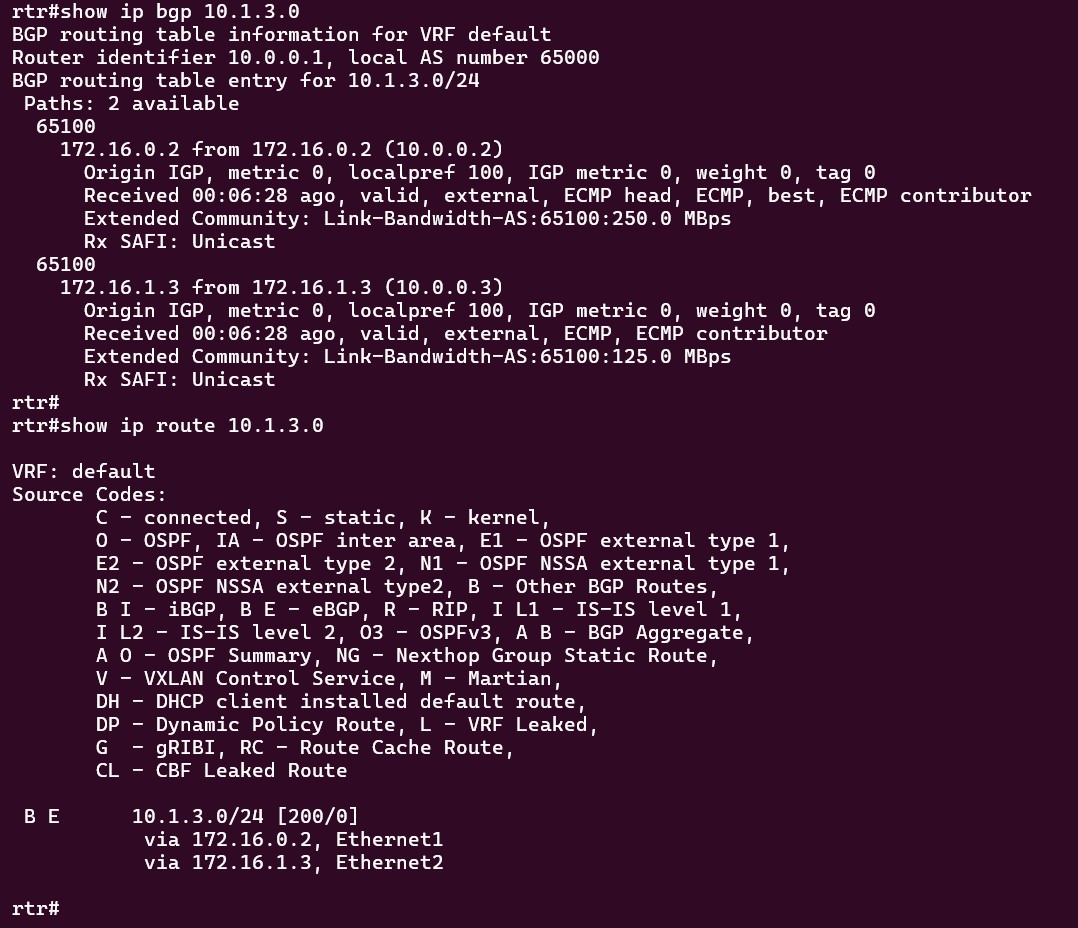 rtr#show ip bgp 10.1.3.0
BGP routing table information for VRF default
Router identifier 10.0.0.1, local AS number 65000
BGP routing table entry for 10.1.3.0/24
 Paths: 2 available
  65100
    172.16.0.2 from 172.16.0.2 (10.0.0.2)
      Origin IGP, metric 0, localpref 100, IGP metric 0, weight 0, tag 0
      Received 00:06:28 ago, valid, external, ECMP head, ECMP, best, ECMP contributor
      Extended Community: Link-Bandwidth-AS:65100:250.0 MBps
      Rx SAFI: Unicast
  65100
    172.16.1.3 from 172.16.1.3 (10.0.0.3)
      Origin IGP, metric 0, localpref 100, IGP metric 0, weight 0, tag 0
      Received 00:06:28 ago, valid, external, ECMP, ECMP contributor
      Extended Community: Link-Bandwidth-AS:65100:125.0 MBps
      Rx SAFI: Unicast
rtr#
rtr#show ip route 10.1.3.0

VRF: default
Source Codes:
       C - connected, S - static, K - kernel,
       O - OSPF, IA - OSPF inter area, E1 - OSPF external type 1,
       E2 - OSPF external type 2, N1 - OSPF NSSA external type 1,
       N2 - OSPF NSSA external type2, B - Other BGP Routes,
       B I - iBGP, B E - eBGP, R - RIP, I L1 - IS-IS level 1,
       I L2 - IS-IS level 2, O3 - OSPFv3, A B - BGP Aggregate,
       A O - OSPF Summary, NG - Nexthop Group Static Route,
       V - VXLAN Control Service, M - Martian,
       DH - DHCP client installed default route,
       DP - Dynamic Policy Route, L - VRF Leaked,
       G  - gRIBI, RC - Route Cache Route,
       CL - CBF Leaked Route

 B E      10.1.3.0/24 [200/0]
           via 172.16.0.2, Ethernet1
           via 172.16.1.3, Ethernet2

rtr#